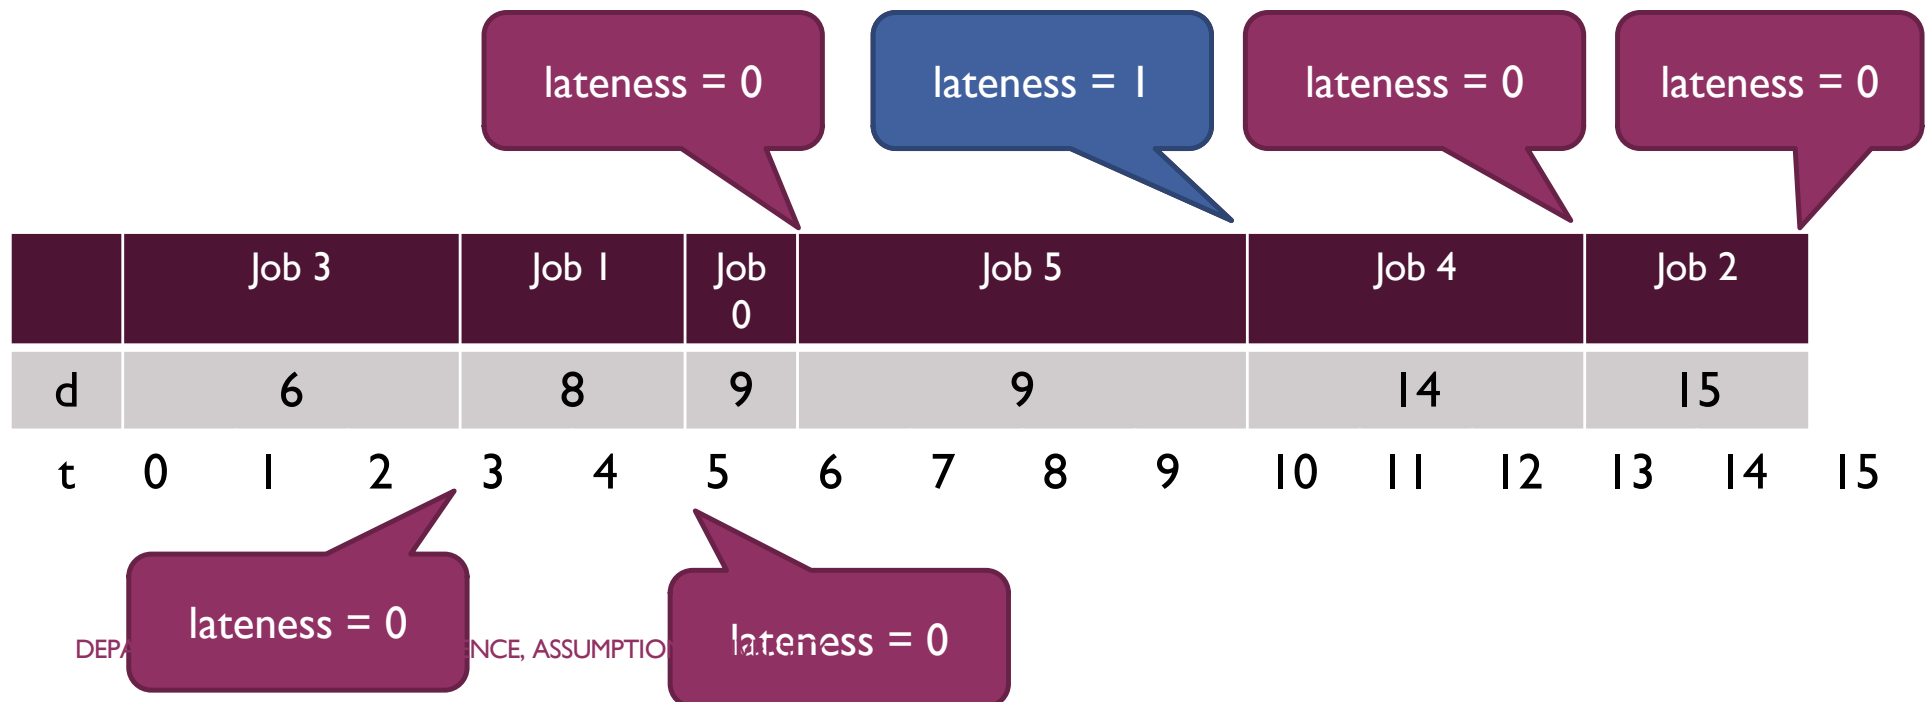 lateness = 0
lateness = 1
lateness = 0
lateness = 0
Job 3 Job 1 Job 0 Job 5 Job 4 Job 2
d 6 8 9 9 14 15
t 0 1 2 3 4 5 6 7 8 9 10 11 12 13 14 15
lateness = 0
lateness = 0
DEPA NCE, ASSUMPTIO